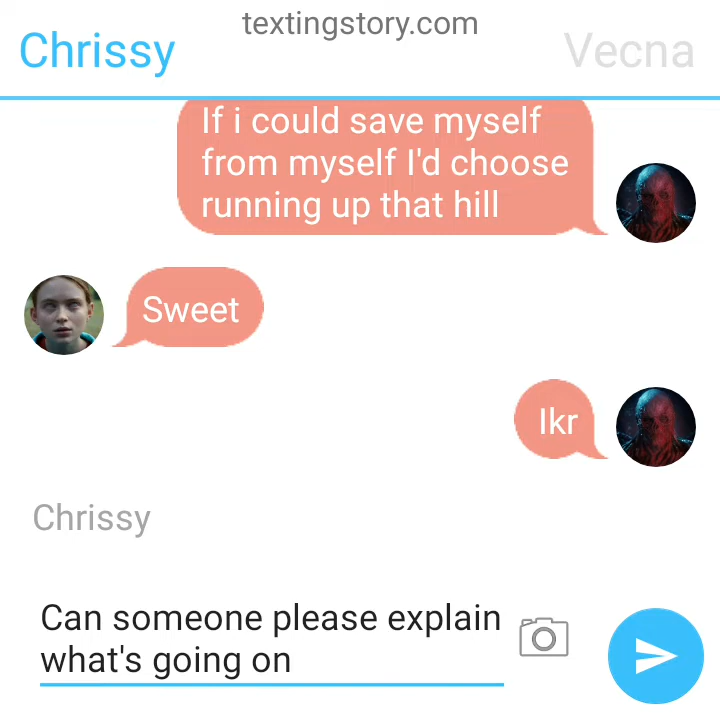 textingstory.com
Chrissy
Vecna
If i could save myself
from myself I'd choose
running up that hill
Sweet
Ikr
Chrissy
Can someone please explain
what's going on